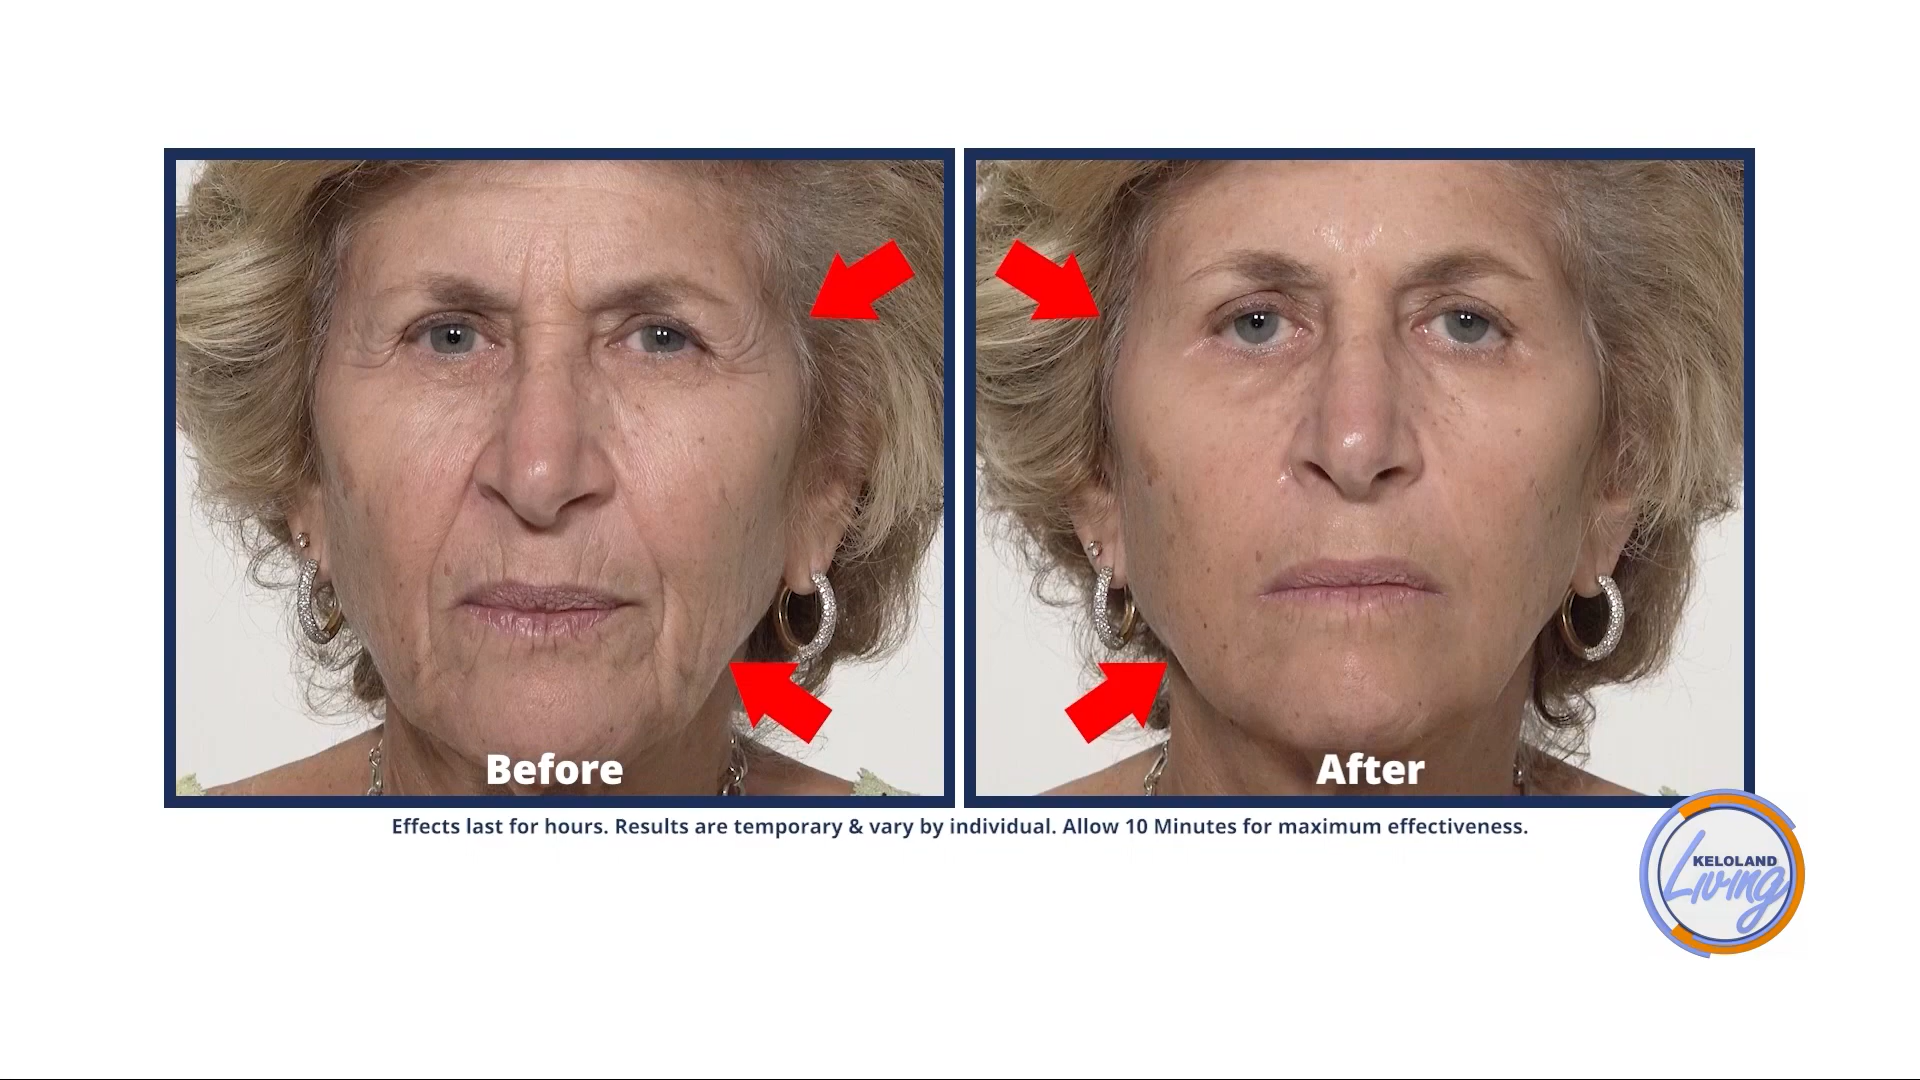 Before
After
Effects last for hours. Results are temporary & vary by individual. Allow 10 Minutes for maximum effectiveness.
KELOLAND
Living